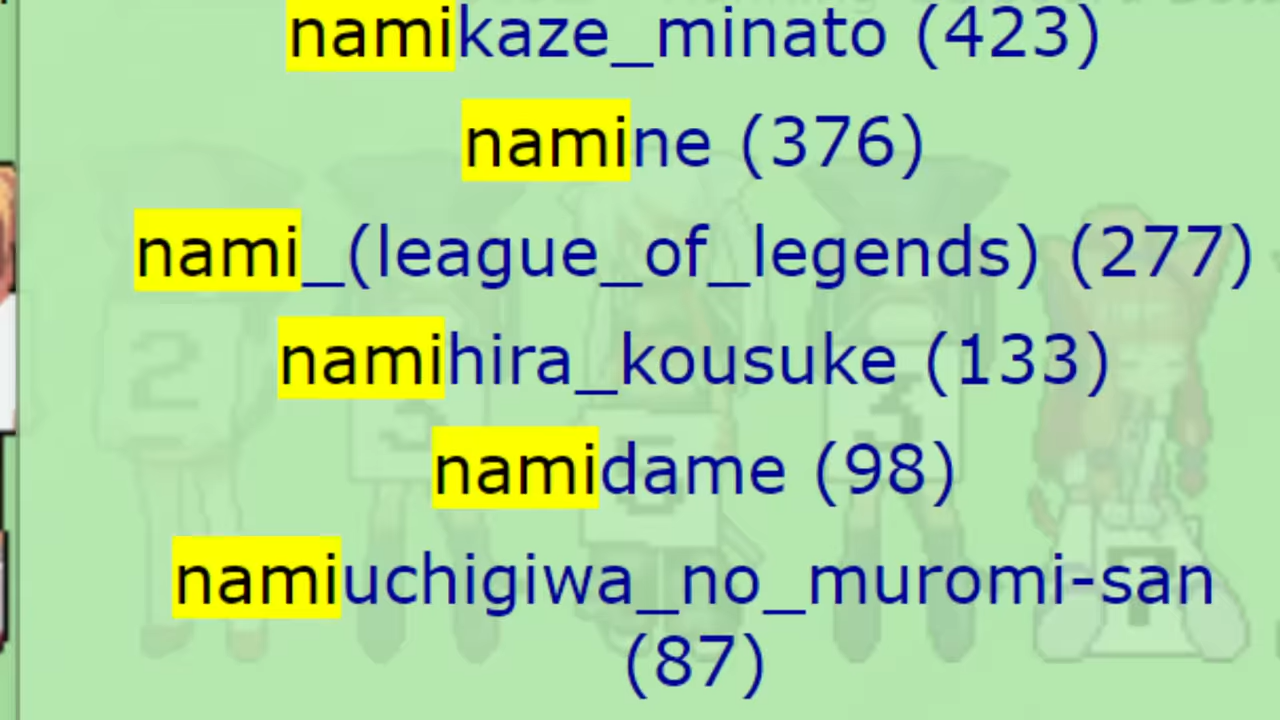 namikaze_minato (423)
namine (376)
nami_(league_of_legends) (277)
namihira_kousuke (133)
namidame (98)
namiuchigiwa_no_muromi-san
(87)